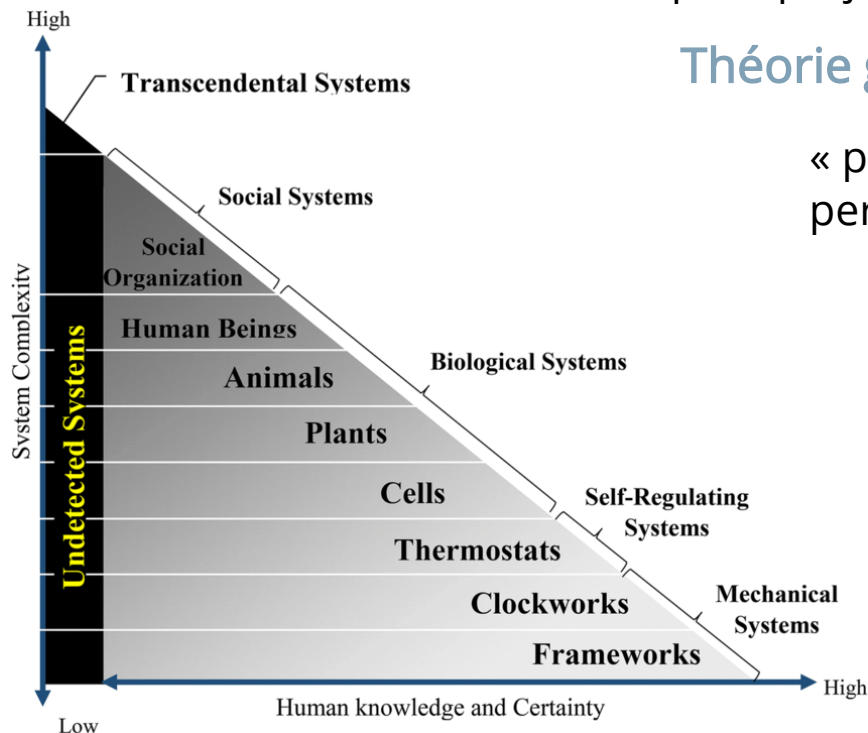 High
Théorie
« p
per
Transcendental Systems
Social Systems
Social
Organization
Human Beings
Animals
Biological Systems
Plants
Cells
Self-Regulating
Systems
Thermostats
Clockworks
Mechanical
Systems
Frameworks
System Complexity
Undetected Systems
High
Human knowledge and Certainty
Low